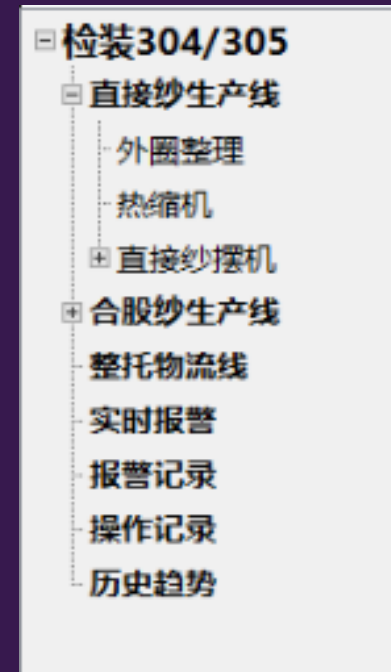 检装304/305
直接纱生产线
外圈整理
热缩机
直接纱摆机
合股纱生产线
整托物流线
实时报警
报警记录
操作记录
历史趋势